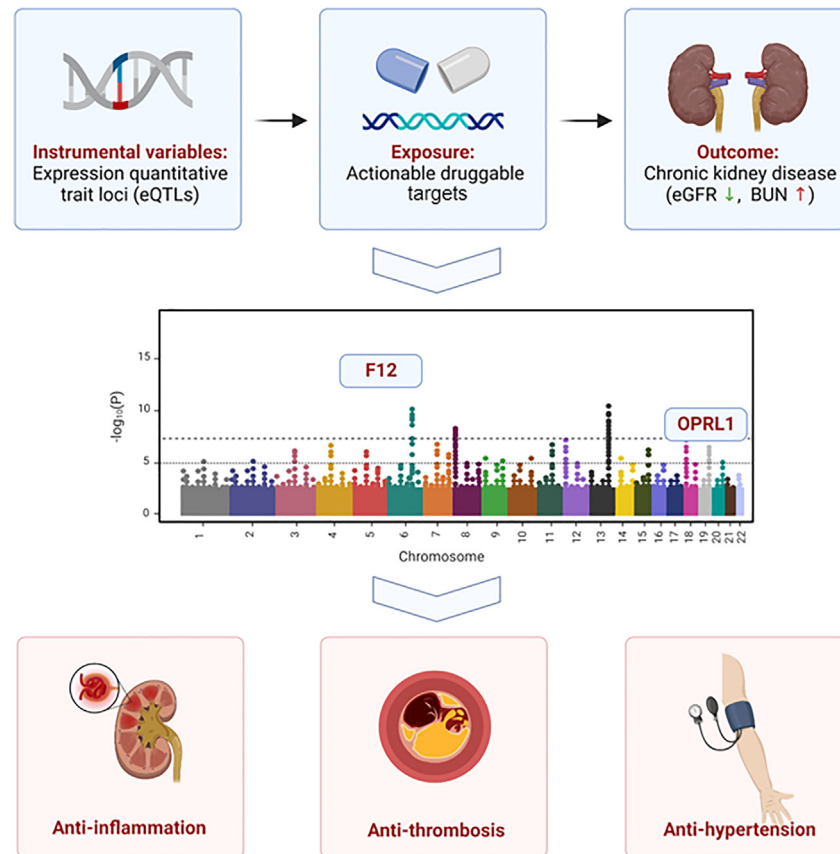 Instrumental variables:
Expression quantitative
trait loci (eQTLs)
Exposure:
Actionable druggable
targets
Outcome:
Chronic kidney disease
(eGFR ↓, BUN ↑)
-log₁₀(P)
15
10
5
0
F12
OPRL1
1 2 3 4 5 6 7 8 9 10 11 12 13 14 15 16 17 18 19 20 21 22
Chromosome
Anti-inflammation
Anti-thrombosis
Anti-hypertension